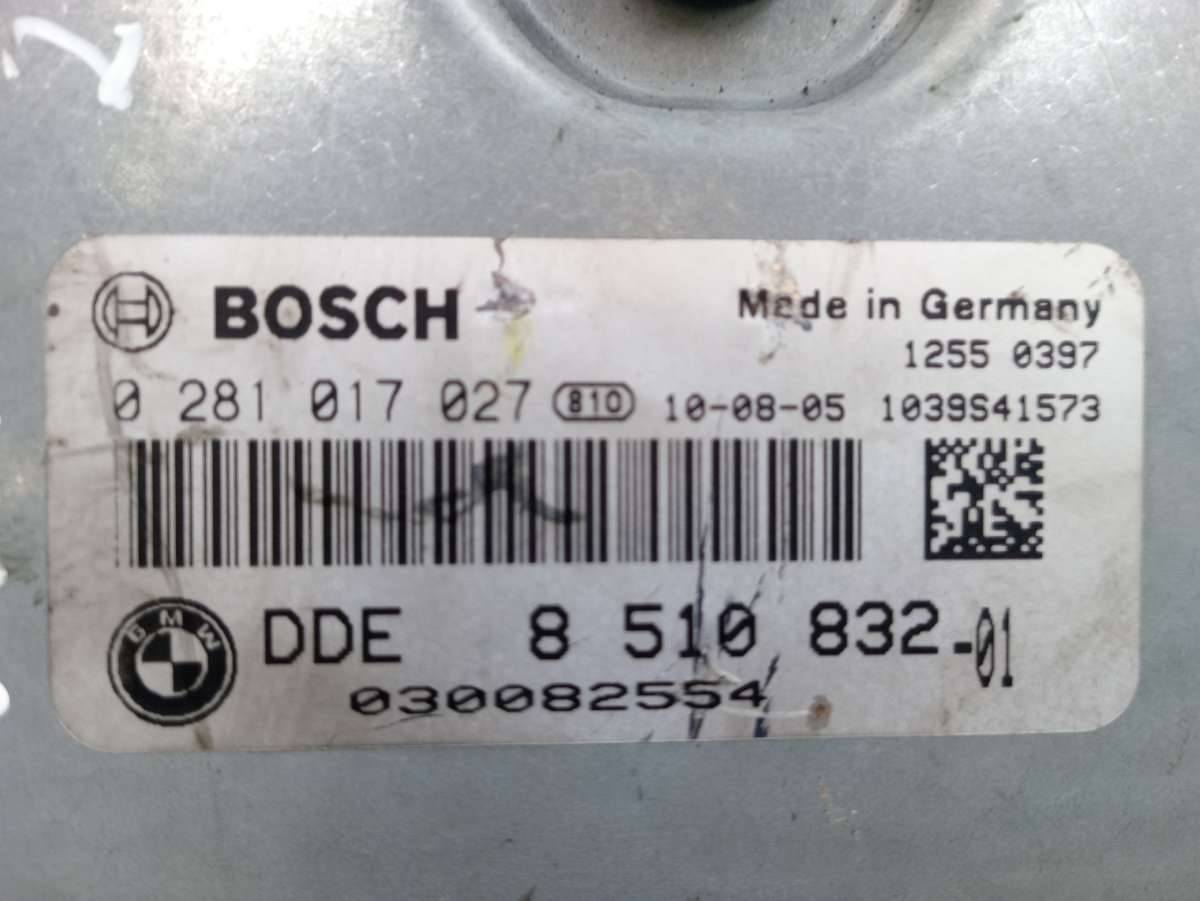 BOSCH
Made in Germany
1255 0397
0 281 017 027 810 10-08-05 1039S41573
BMW DDE 8 510 832-01
030082554